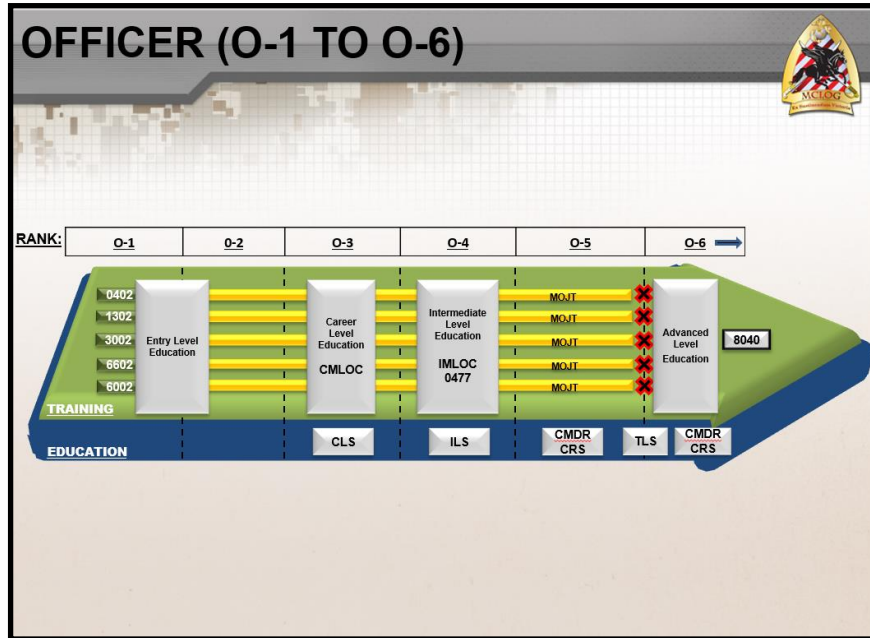 OFFICER (O-1 TO O-6)
MCLOG
RANK:
O-1
0-2
O-3
O-4
O-5
O-6
0402
1302
3002
6602
6002
Entry Level
Education
Career
Level
Education
CMLOC
Intermediate
Level
Education
IMLOC
0477
MOJT
MOJT
MOJT
MOJT
MOJT
Advanced
Level
Education
8040
TRAINING
EDUCATION
CLS
ILS
CMDR
CRS
TLS
CMDR
CRS